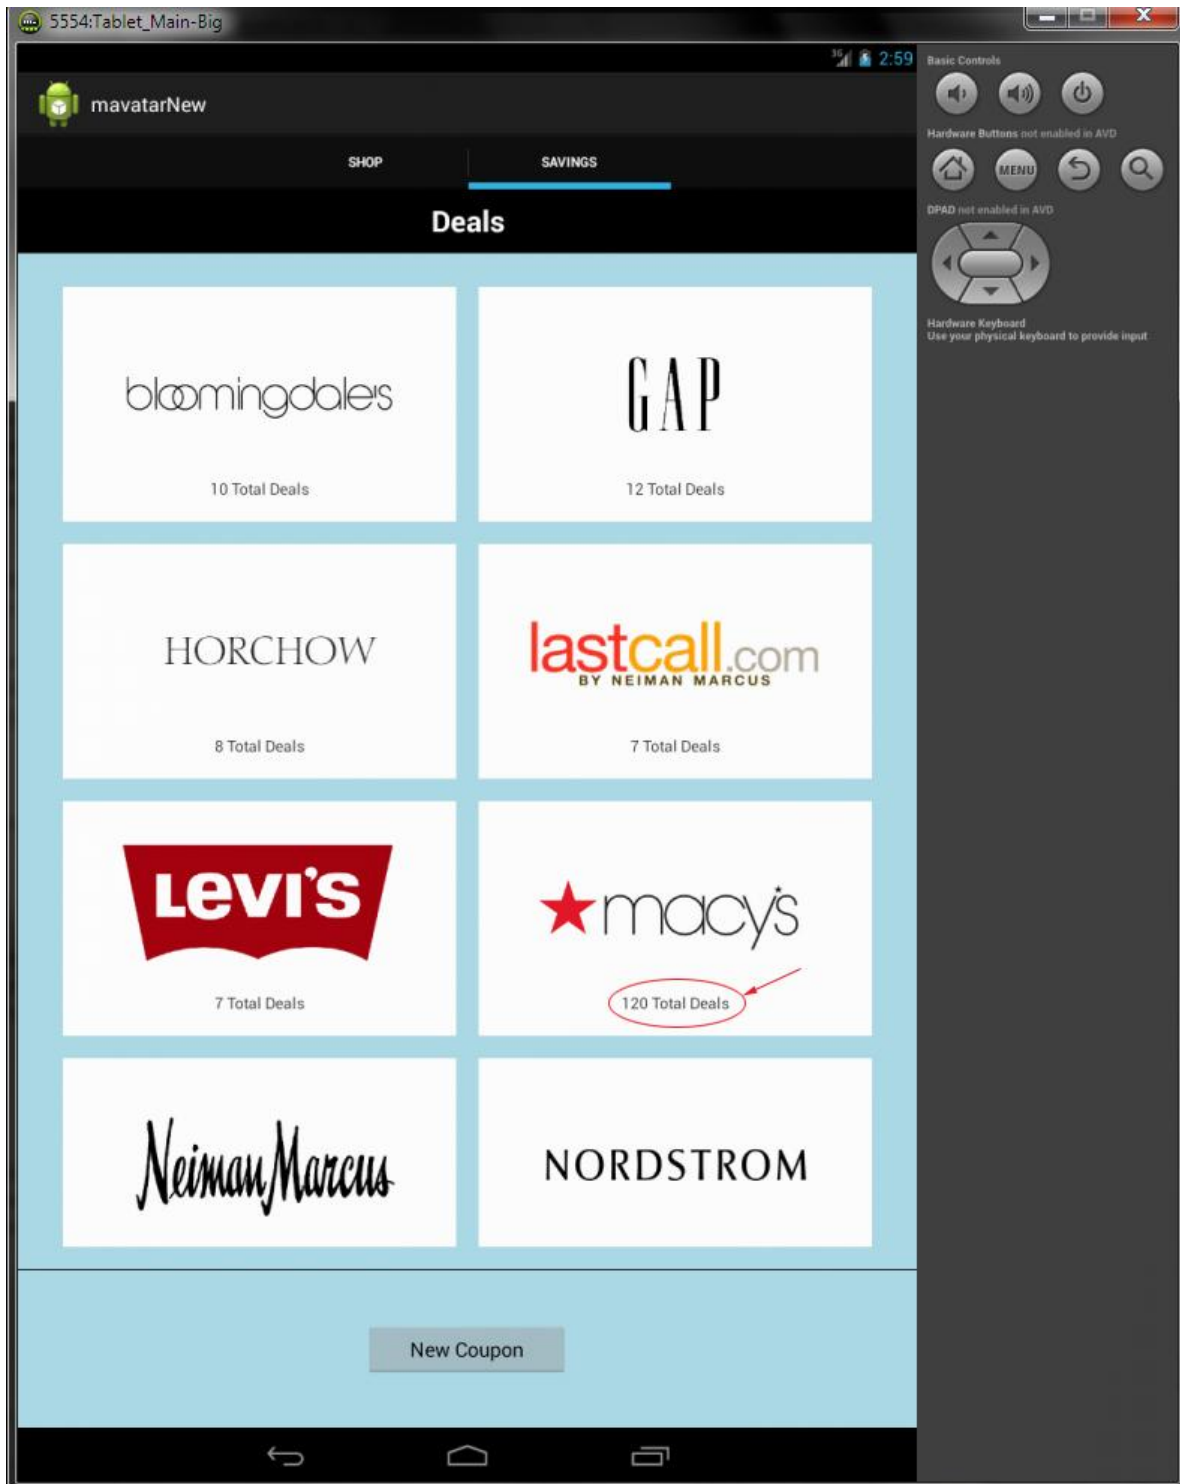 5554:Tablet_Main-Big
3G 2:59
mavatarNew
SHOP SAVINGS
Deals
bloomingdale's
10 Total Deals
GAP
12 Total Deals
HORCHOW
8 Total Deals
lastcall.com
BY NEIMAN MARCUS
7 Total Deals
LEVI'S
7 Total Deals
macy's
120 Total Deals
Neiman Marcus
NORDSTROM
New Coupon
Basic Controls
Hardware Buttons not enabled in AVD
MENU
DPAD not enabled in AVD
Hardware Keyboard
Use your physical keyboard to provide input